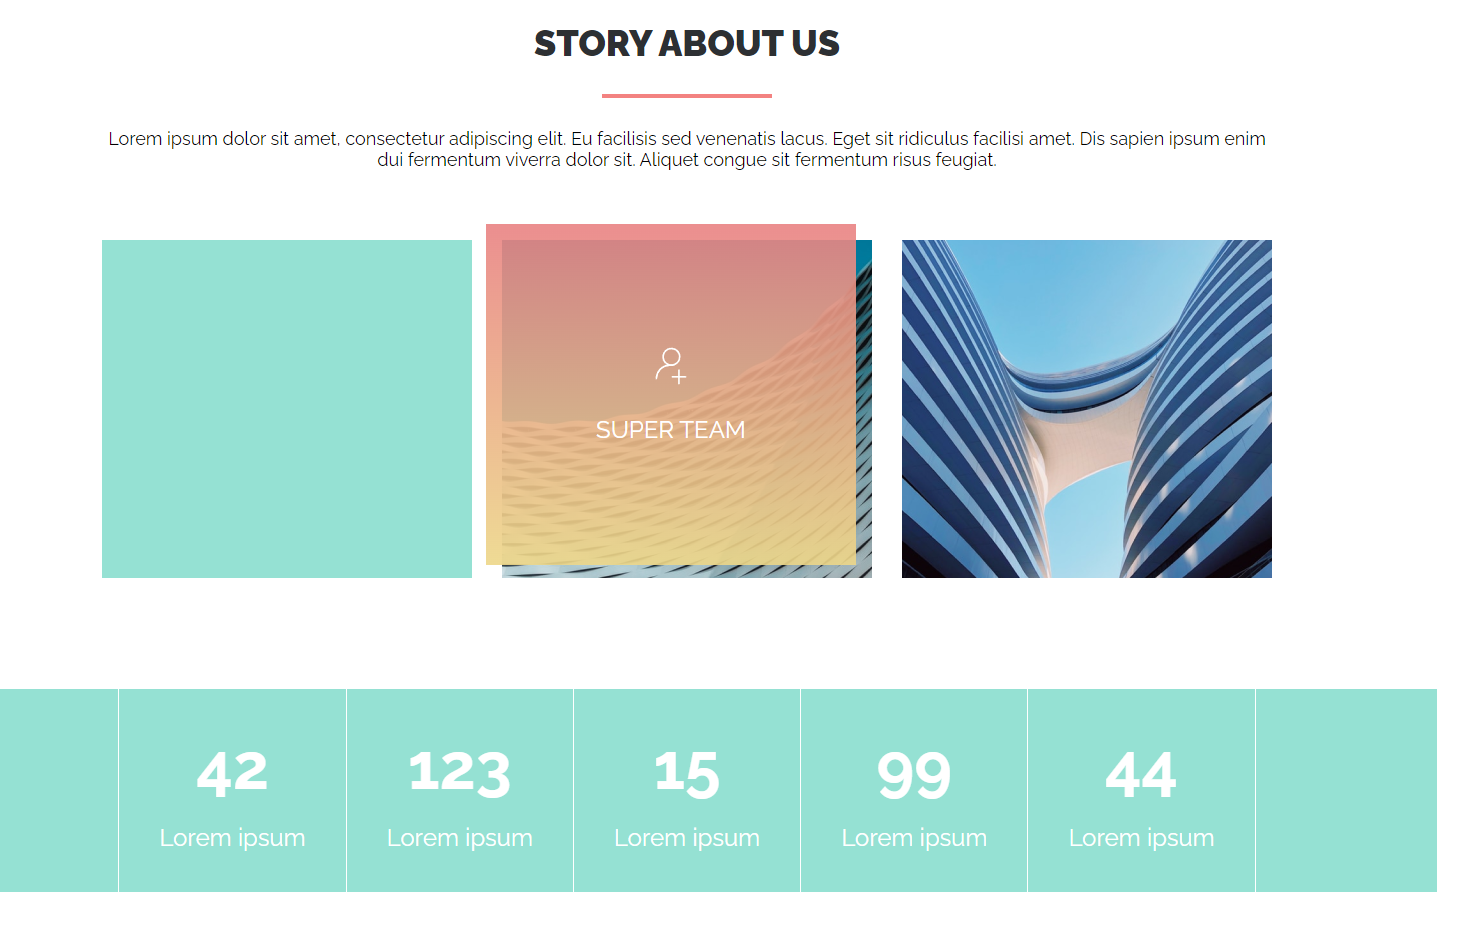 STORY ABOUT US
Lorem ipsum dolor sit amet, consectetur adipiscing elit. Eu facilisis sed venenatis lacus. Eget sit ridiculus facilisi amet. Dis sapien ipsum enim
dui fermentum viverra dolor sit. Aliquet congue sit fermentum risus feugiat.
SUPER TEAM
42 123 15 99 44
Lorem ipsum Lorem ipsum Lorem ipsum Lorem ipsum Lorem ipsum